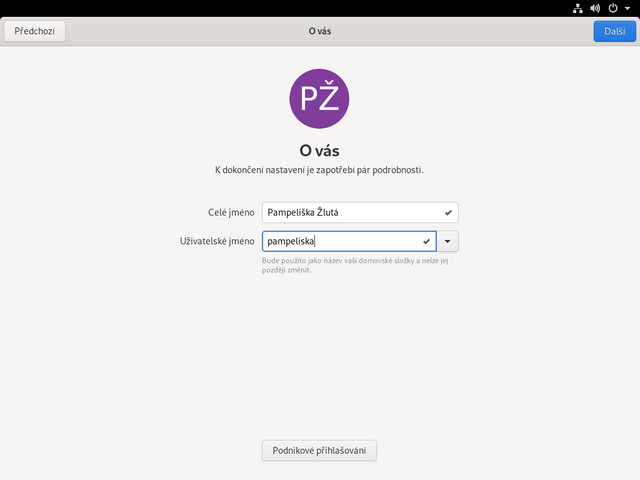 Předchozí
O vás
Další
PŽ
O vás
K dokončení nastavení je zapotřebí pár podrobností.
Celé jméno
Pampeliška Žlutá
Uživatelské jméno
pampeliska
Bude použito jako název vaší domovské složky a nelze jej
později změnit.
Podnikové přihlašování